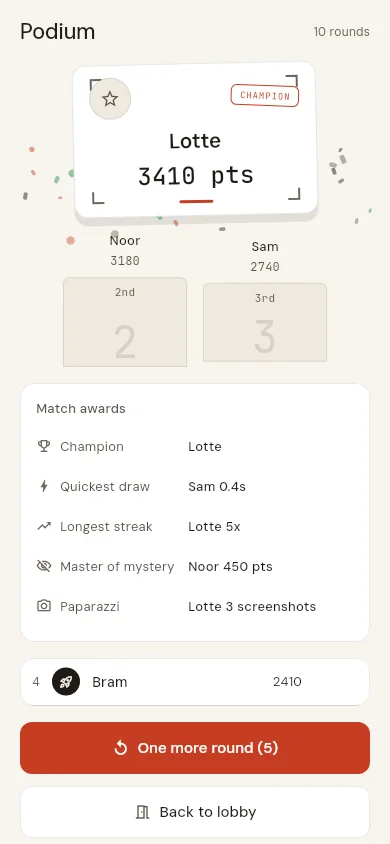 Podium
10 rounds
CHAMPION
Lotte
3410 pts
Noor
3180
Sam
2740
2nd
2
3rd
3
Match awards
Champion Lotte
Quickest draw Sam 0.4s
Longest streak Lotte 5x
Master of mystery Noor 450 pts
Paparazzi Lotte 3 screenshots
4 Bram 2410
One more round (5)
Back to lobby